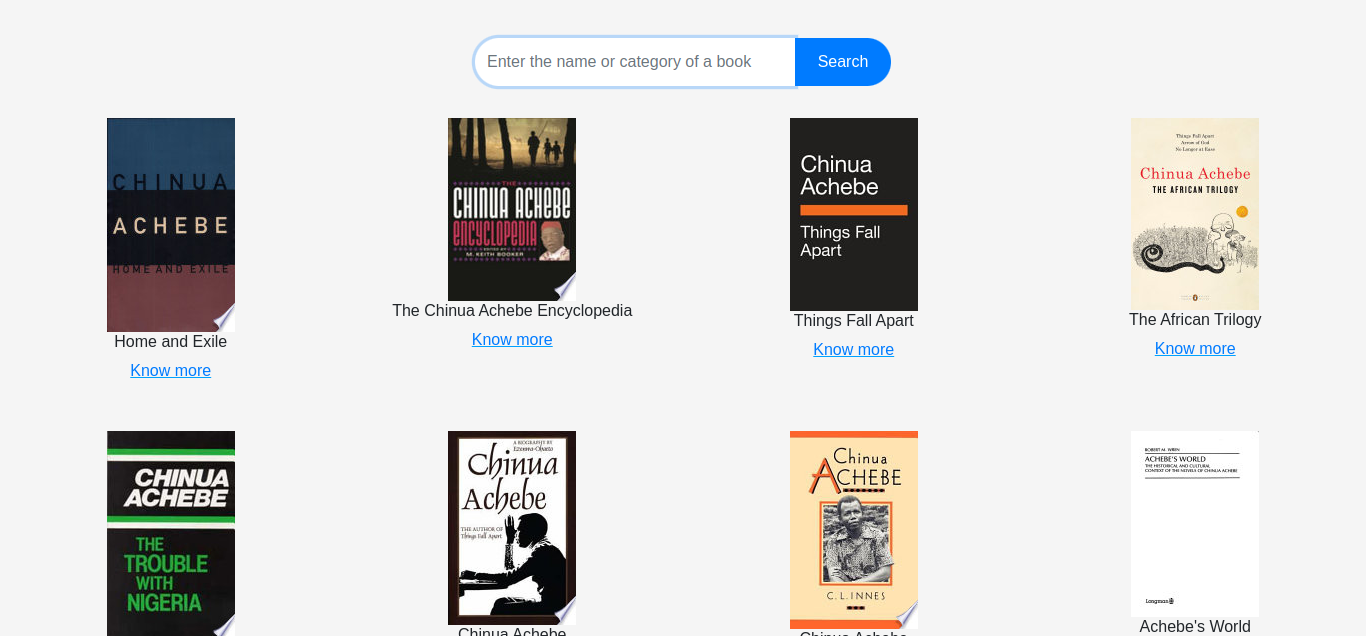 Enter the name or category of a book
Search
CHINUA
ACHEBE
HOME AND EXILE
Home and Exile
Know more
THE
CHINUA ACHEBE
ENCYCLOPEDIA
EDITED BY
M. KEITH BOOKER
The Chinua Achebe Encyclopedia
Know more
Chinua
Achebe
Things Fall
Apart
Things Fall Apart
Know more
Things Fall Apart
Arrow of God
No Longer at Ease
Chinua Achebe
THE AFRICAN TRILOGY
The African Trilogy
Know more
CHINUA
ACHEBE
THE
TROUBLE
WITH
NIGERIA
A BIOGRAPHY BY
Ezenwa-Ohaeto
Chinua
Achebe
THE AUTHOR OF
Things Fall Apart
Chinua Achebe
Chinua
ACHEBE
C.L.INNES
Chinua Achebe
ROBERT M. WREN
ACHEBE'S WORLD
THE HISTORICAL AND CULTURAL
CONTEXT OF THE NOVELS OF CHINUA ACHEBE
Longman
Achebe's World